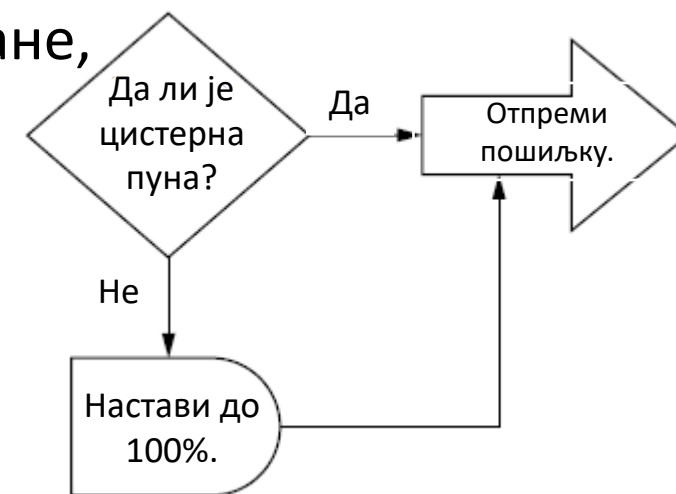 ане,
Да ли је
цистерна
пуна?
Да
Отпреми
пошиљку.
Не
Настави до
100%.